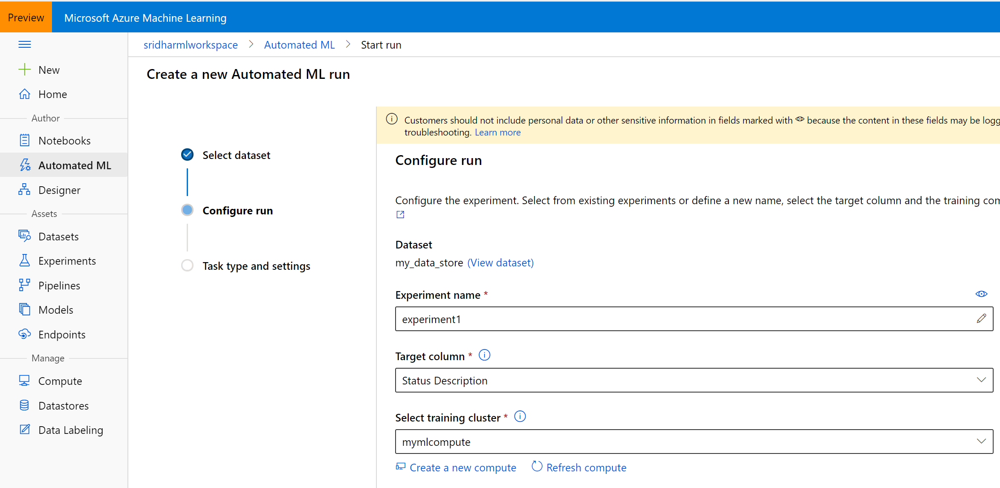 Preview
Microsoft Azure Machine Learning
sridharmlworkspace > Automated ML > Start run
New
Home
Author
Notebooks
Automated ML
Designer
Assets
Datasets
Experiments
Pipelines
Models
Endpoints
Manage
Compute
Datastores
Data Labeling
Create a new Automated ML run
Select dataset
Configure run
Task type and settings
Customers should not include personal data or other sensitive information in fields marked with because the content in these fields may be
troubleshooting. Learn more
Configure run
Configure the experiment. Select from existing experiments or define a new name, select the target column and the training
Dataset
my_data_store (View dataset)
Experiment name *
experiment1
Target column *
Status Description
Select training cluster *
mymlcompute
Create a new compute Refresh compute